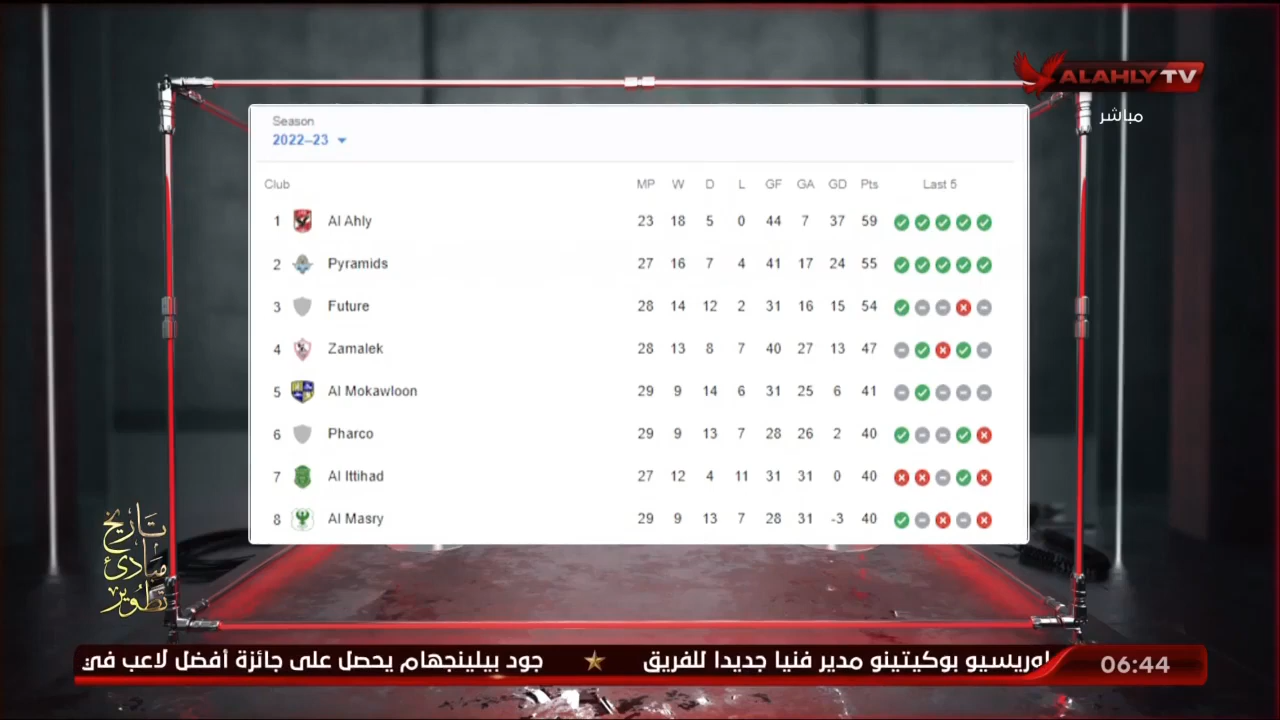 ALAHLY TV
مباشر
Season
2022–23
Club MP W D L GF GA GD Pts Last 5
1 Al Ahly 23 18 5 0 44 7 37 59
2 Pyramids 27 16 7 4 41 17 24 55
3 Future 28 14 12 2 31 16 15 54
4 Zamalek 28 13 8 7 40 27 13 47
5 Al Mokawloon 29 9 14 6 31 25 6 41
6 Pharco 29 9 13 7 28 26 2 40
7 Al Ittihad 27 12 4 11 31 31 0 40
8 Al Masry 29 9 13 7 28 31 -3 40
تاريخ
مبادئ
تطوير
اوريسيو بوكيتينو مدير فنيا جديدا للفريق ★ جود بيلينجهام يحصل على جائزة أفضل لاعب في
06:44